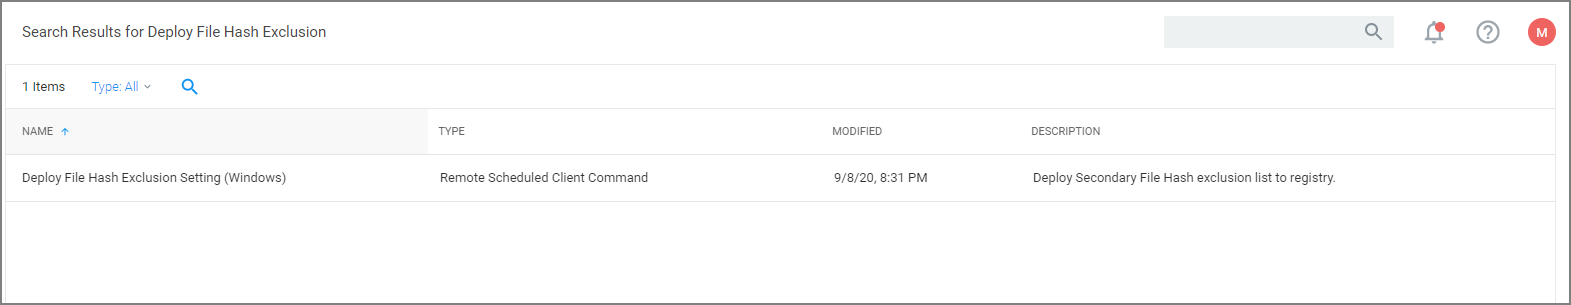 Search Results for Deploy File Hash Exclusion
M
1 Items Type: All
NAME TYPE MODIFIED DESCRIPTION
Deploy File Hash Exclusion Setting (Windows) Remote Scheduled Client Command 9/8/20, 8:31 PM Deploy Secondary File Hash exclusion list to registry.